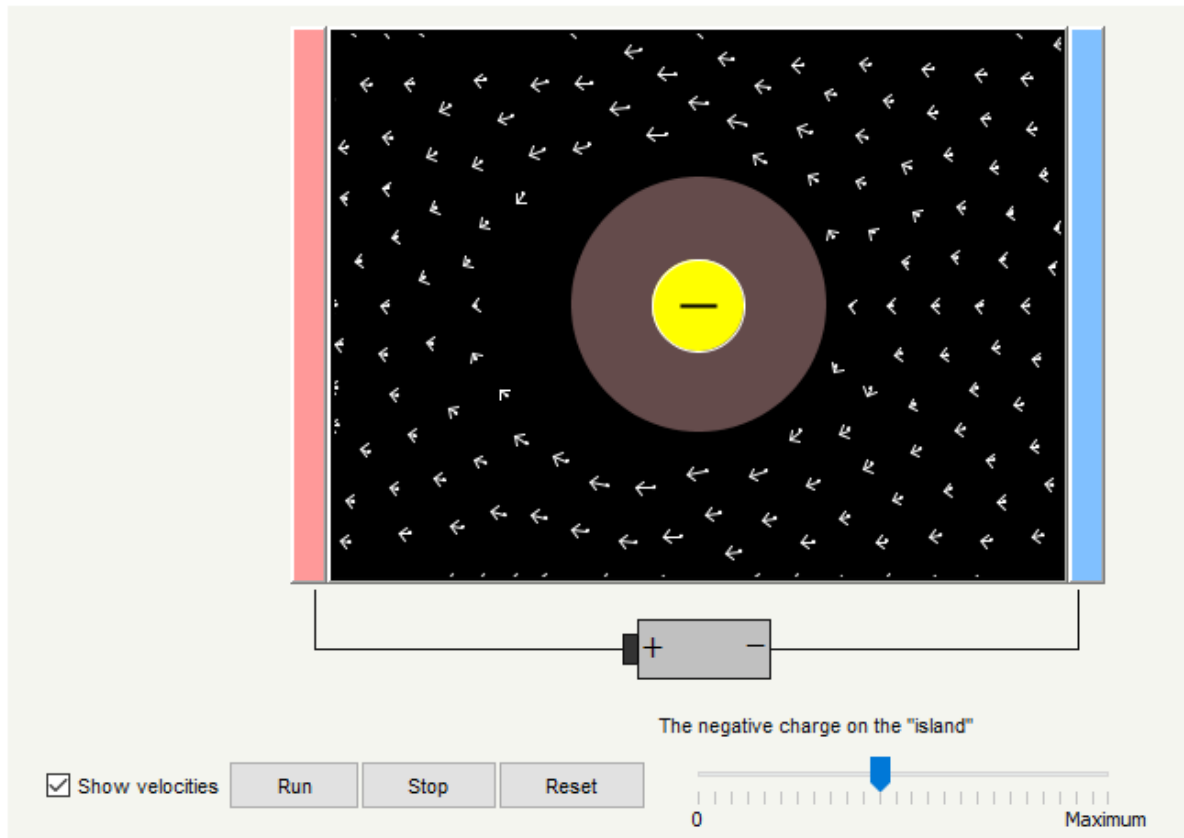 −
+ −
The negative charge on the "island"
Show velocities Run Stop Reset
0 Maximum